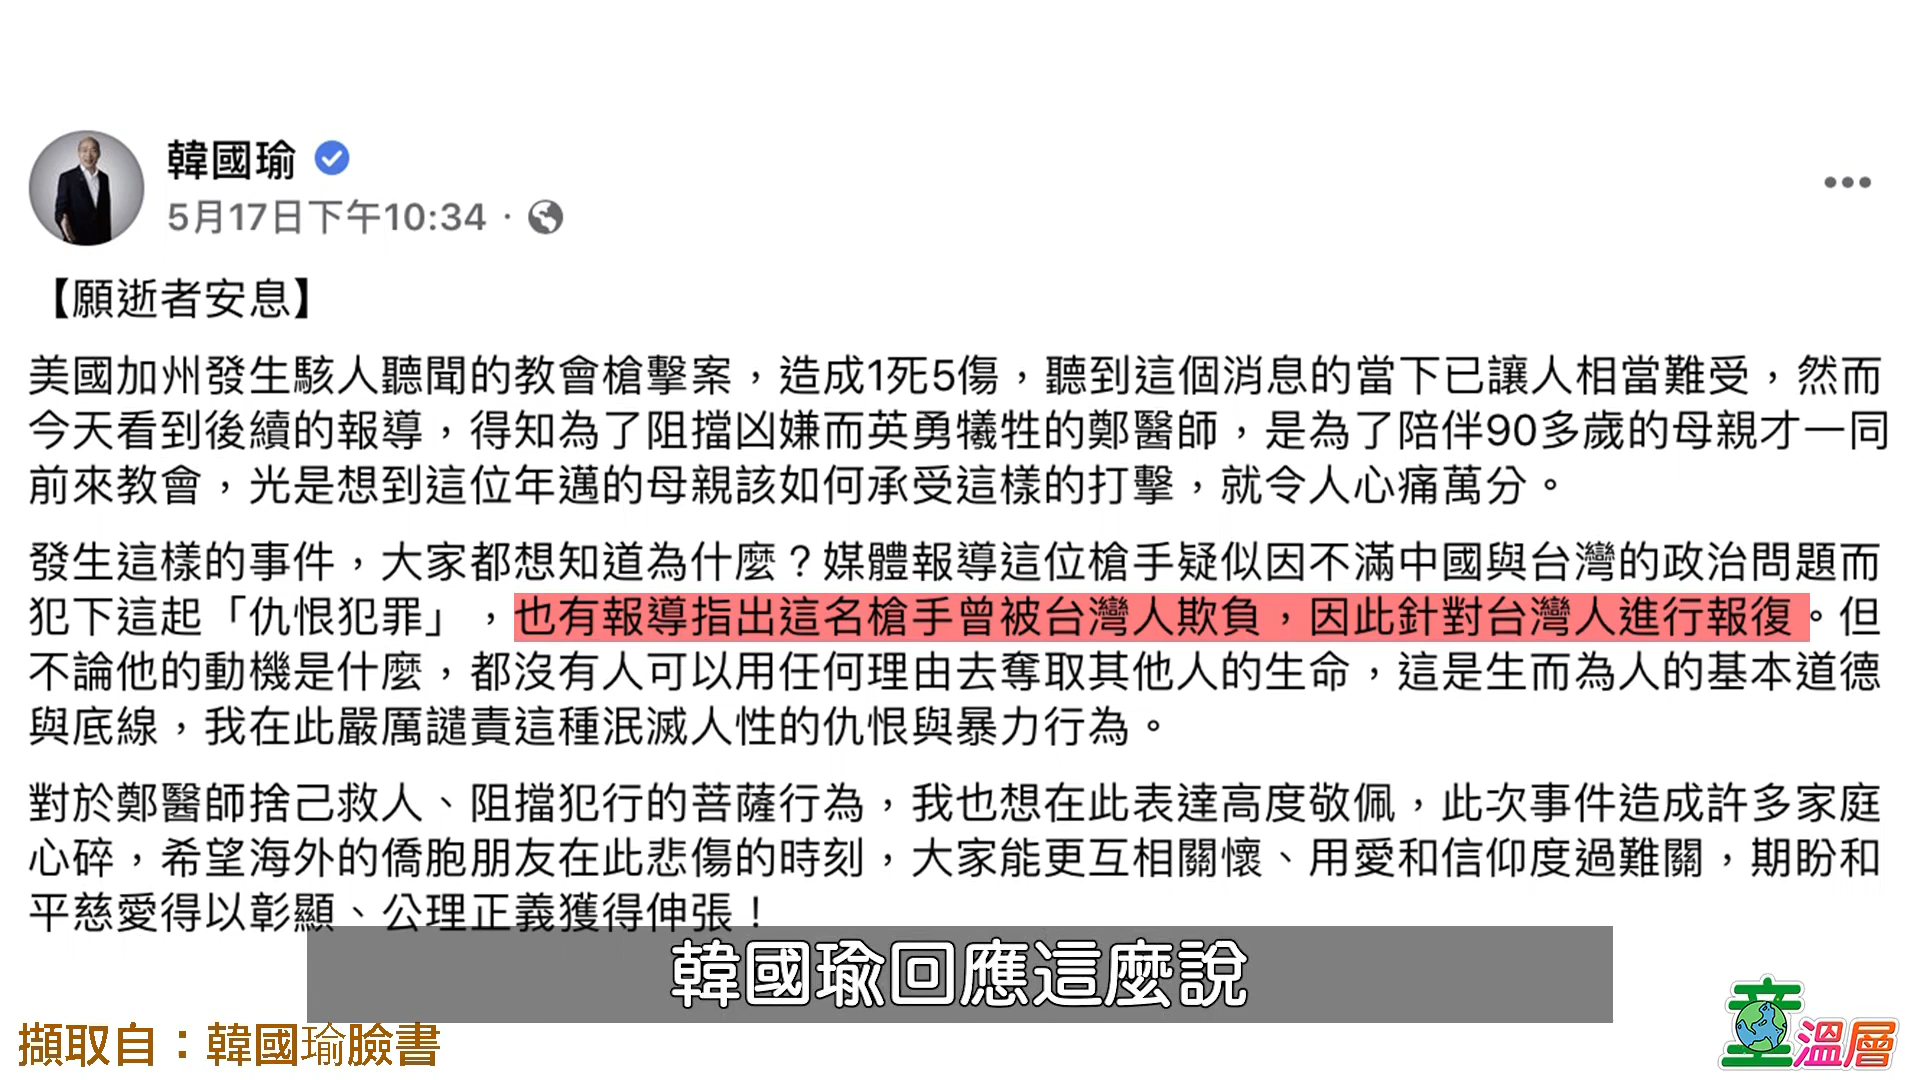 韓國瑜
5月17日下午10:34 ·
【願逝者安息】
美國加州發生駭人聽聞的教會槍擊案，造成1死5傷，聽到這個消息的當下已讓人相當難受，然而
今天看到後續的報導，得知為了阻擋凶嫌而英勇犧牲的鄭醫師，是為了陪伴90多歲的母親才一同
前來教會，光是想到這位年邁的母親該如何承受這樣的打擊，就令人心痛萬分。
發生這樣的事件，大家都想知道為什麼？媒體報導這位槍手疑似因不滿中國與台灣的政治問題而
犯下這起「仇恨犯罪」，也有報導指出這名槍手曾被台灣人欺負，因此針對台灣人進行報復。但
不論他的動機是什麼，都沒有人可以用任何理由去奪取其他人的生命，這是生而為人的基本道德
與底線，我在此嚴厲譴責這種泯滅人性的仇恨與暴力行為。
對於鄭醫師捨己救人、阻擋犯行的菩薩行為，我也想在此表達高度敬佩，此次事件造成許多家庭
心碎，希望海外的僑胞朋友在此悲傷的時刻，大家能更互相關懷、用愛和信仰度過難關，期盼和
平慈愛得以彰顯、公理正義獲得伸張！
韓國瑜回應這麼說
擷取自：韓國瑜臉書
童溫層